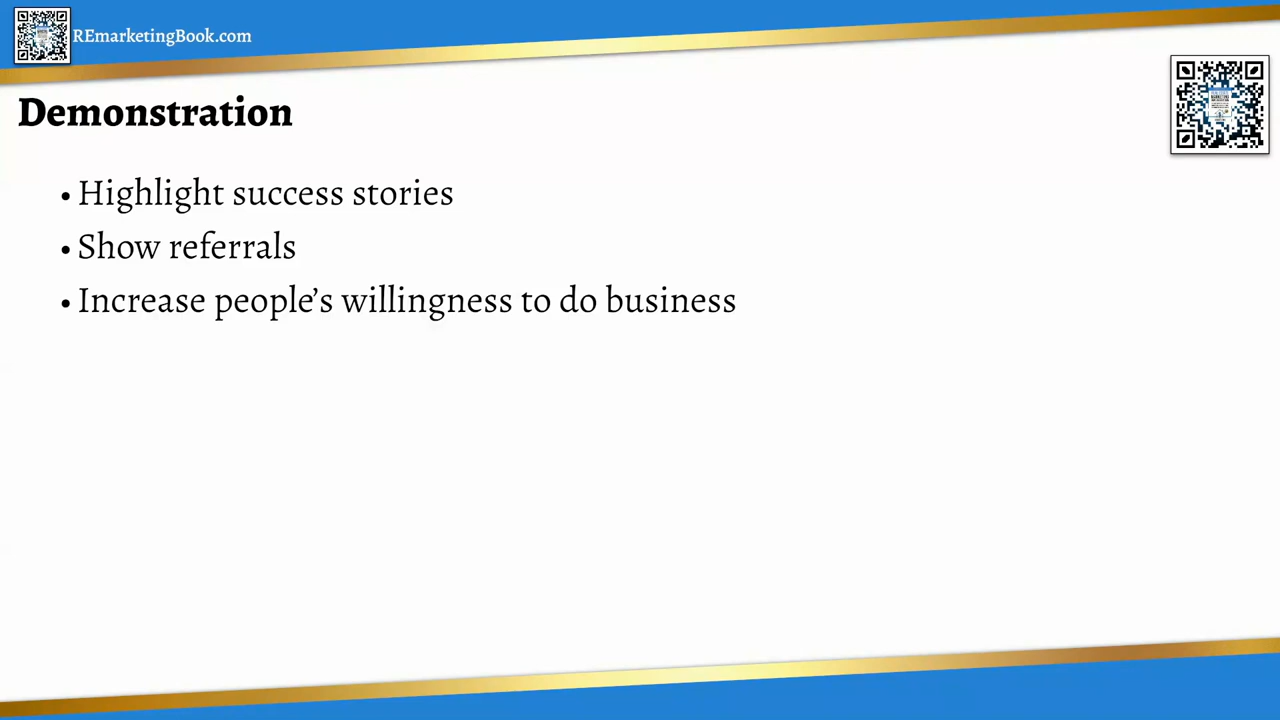 REmarketingBook.com
Demonstration
• Highlight success stories
• Show referrals
• Increase people’s willingness to do business